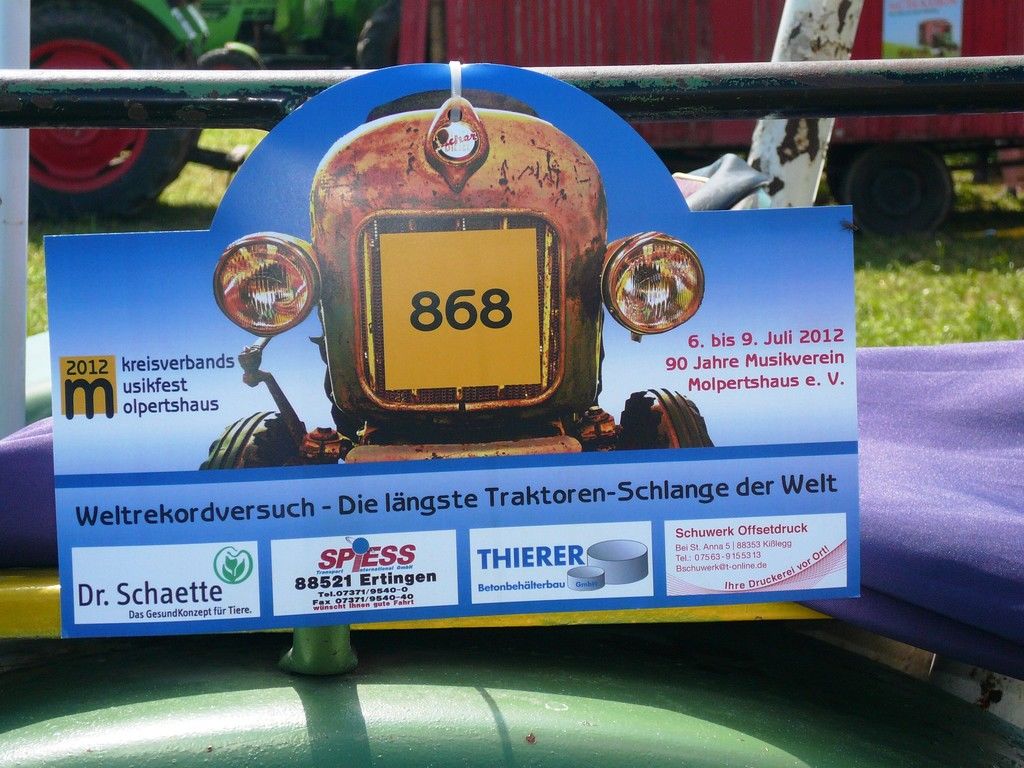 868
6. bis 9. Juli 2012
90 Jahre Musikverein
Molpertshaus e. V.
2012
m
kreisverbands
usikfest
olpertshaus
Weltrekordversuch - Die längste Traktoren-Schlange der Welt
Dr. Schaette
Das GesundKonzept für Tiere.
SPIESS
Transport International GmbH
88521 Ertingen
Tel.07371/9540-0
Fax 07371/9540-40
wünscht Ihnen gute Fahrt
THIERER
Betonbehälterbau GmbH
Schuwerk Offsetdruck
Bei St. Anna 5 | 88353 Kißlegg
Tel.: 07563-915313
Bschuwerk@t-online.de
Ihre Druckerei vor Ort!